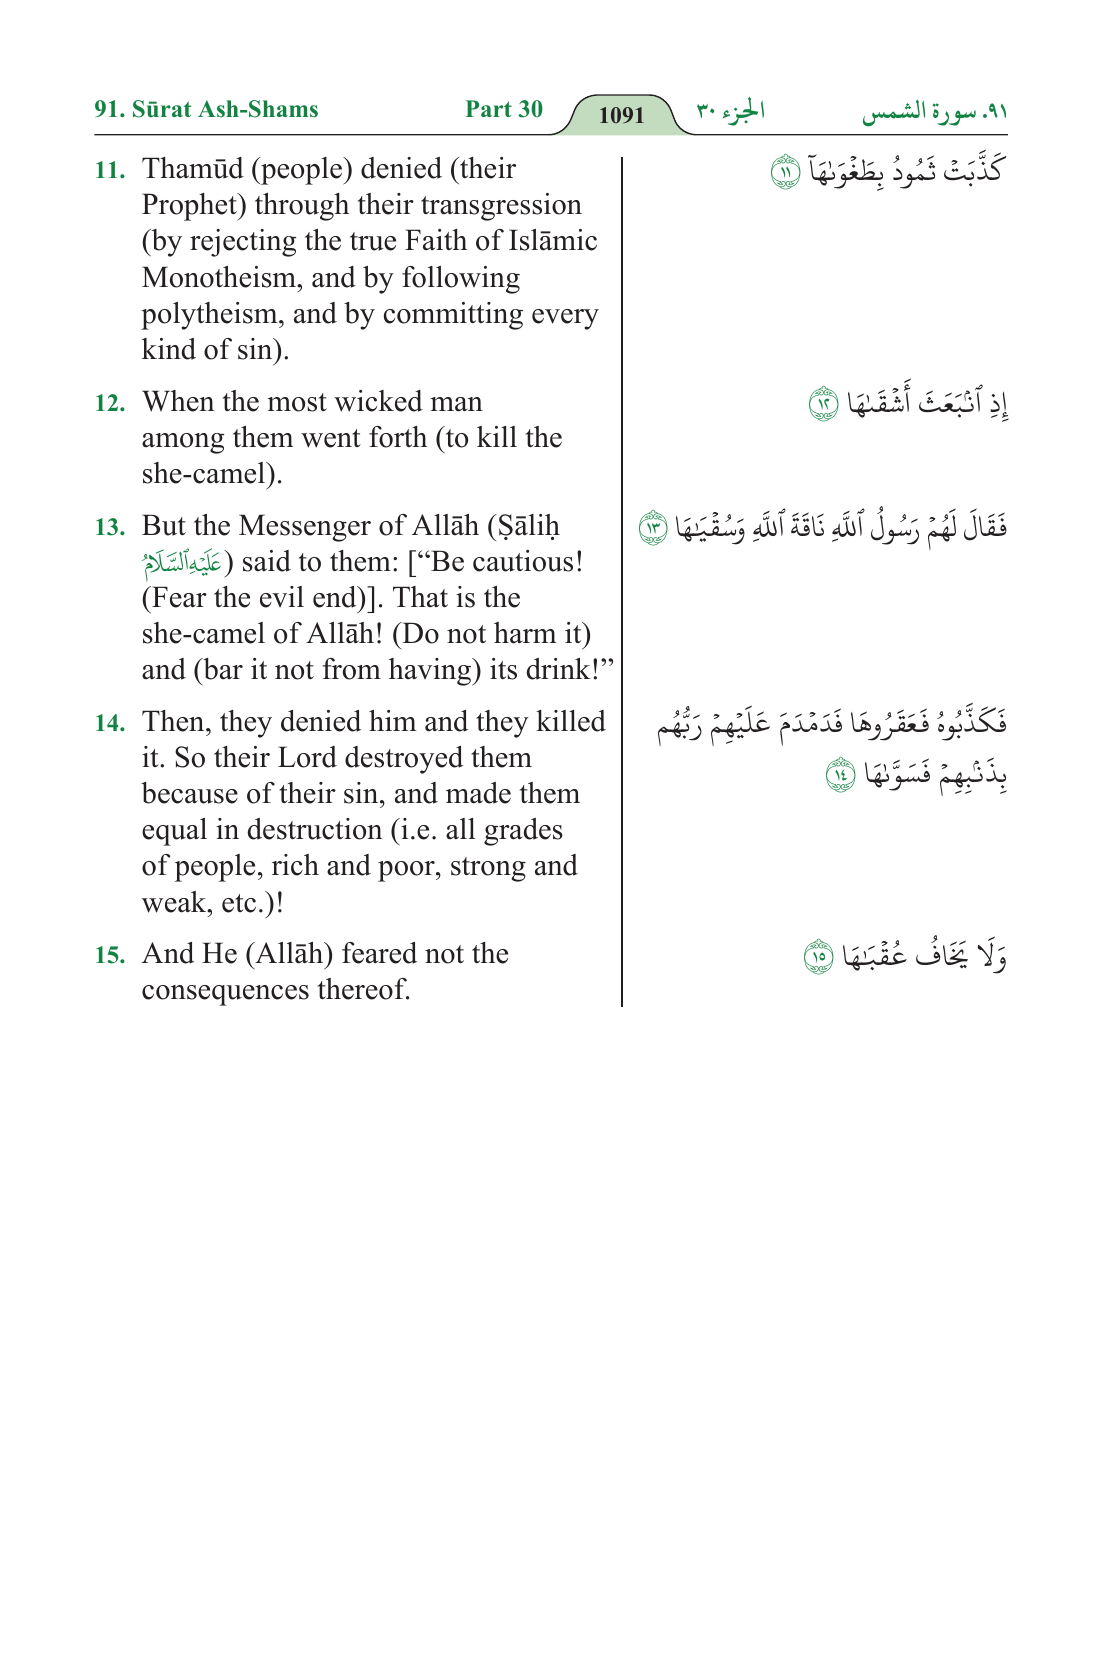 91. Sūrat Ash-Shams Part 30 1091 الجزء ٣٠ ٩١. سورة الشمس
11. Thamūd (people) denied (their
Prophet) through their transgression
(by rejecting the true Faith of Islāmic
Monotheism, and by following
polytheism, and by committing every
kind of sin).
كَذَّبَتۡ ثَمُودُ بِطَغۡوَىٰهَآ ١١
12. When the most wicked man
among them went forth (to kill the
she-camel).
إِذِ ٱنۢبَعَثَ أَشۡقَىٰهَا ١٢
13. But the Messenger of Allāh (Ṣāliḥ
عَلَيۡهِٱلسَّلَامُ) said to them: [“Be cautious!
(Fear the evil end)]. That is the
she-camel of Allāh! (Do not harm it)
and (bar it not from having) its drink!”
فَقَالَ لَهُمۡ رَسُولُ ٱللَّهِ نَاقَةَ ٱللَّهِ وَسُقۡيَٰهَا ١٣
14. Then, they denied him and they killed
it. So their Lord destroyed them
because of their sin, and made them
equal in destruction (i.e. all grades
of people, rich and poor, strong and
weak, etc.)!
فَكَذَّبُوهُ فَعَقَرُوهَا فَدَمۡدَمَ عَلَيۡهِمۡ رَبُّهُم
بِذَنۢبِهِمۡ فَسَوَّىٰهَا ١٤
15. And He (Allāh) feared not the
consequences thereof.
وَلَا يَخَافُ عُقۡبَٰهَا ١٥